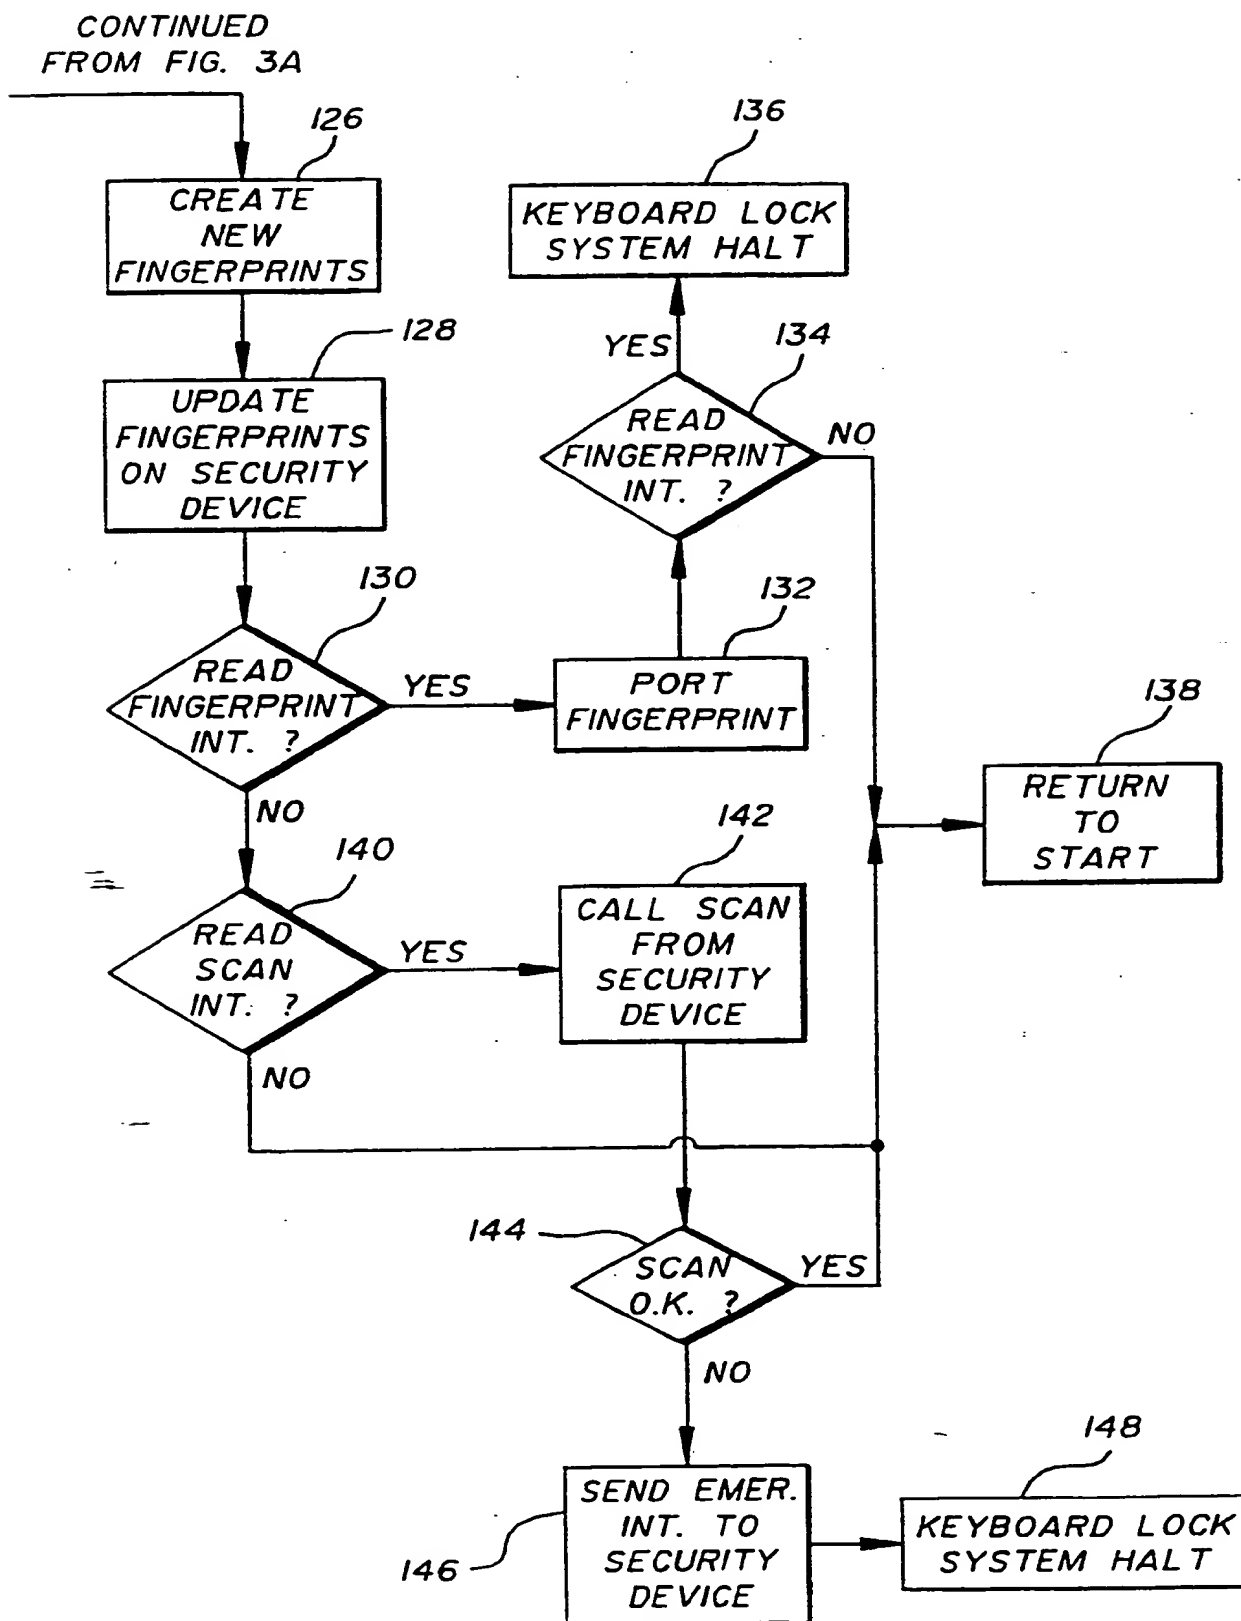 CONTINUED
FROM FIG. 3A
126
CREATE
NEW
FINGERPRINTS
128
UPDATE
FINGERPRINTS
ON SECURITY
DEVICE
130
READ
FINGERPRINT
INT. ?
YES
NO
132
PORT
FINGERPRINT
134
READ
FINGERPRINT
INT. ?
YES
NO
136
KEYBOARD LOCK
SYSTEM HALT
138
RETURN
TO
START
140
READ
SCAN
INT. ?
YES
NO
142
CALL SCAN
FROM
SECURITY
DEVICE
144
SCAN
O.K. ?
YES
NO
146
SEND EMER.
INT. TO
SECURITY
DEVICE
148
KEYBOARD LOCK
SYSTEM HALT